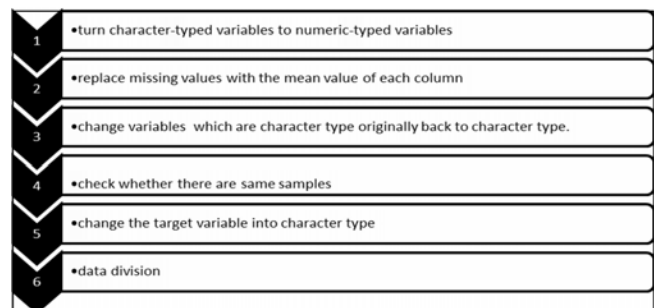 1 •turn character-typed variables to numeric-typed variables
2 •replace missing values with the mean value of each column
3 •change variables which are character type originally back to character type.
4 •check whether there are same samples
5 •change the target variable into character type
6 •data division